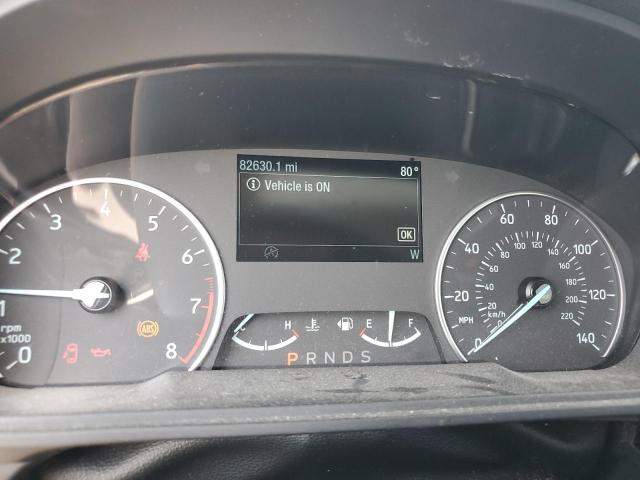 82630.1 mi 80°
Vehicle is ON
OK
W
0 1 2 3 4 5 6 7 8
rpm
x1000
ABS
H E F
P R N D S
0 20 40 60 80 100 120 140
MPH
km/h
0 20 40 60 80 100 120 140 160 180 200 220